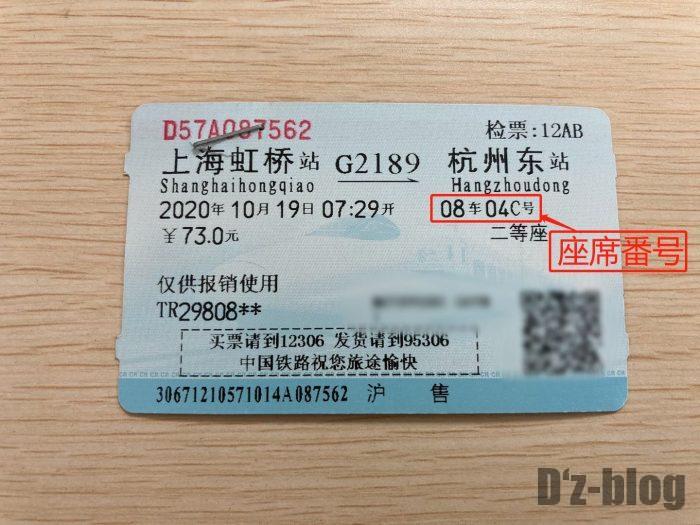 D57A087562 检票:12AB
上海虹桥站 G2189 杭州东站
Shanghaihongqiao Hangzhoudong
2020年10月19日07:29开 08车04C号
￥73.0元 二等座
座席番号
仅供报销使用
TR29808**
买票请到12306 发货请到95306
中国铁路祝您旅途愉快
30671210571014A087562 沪 售
D'z-blog